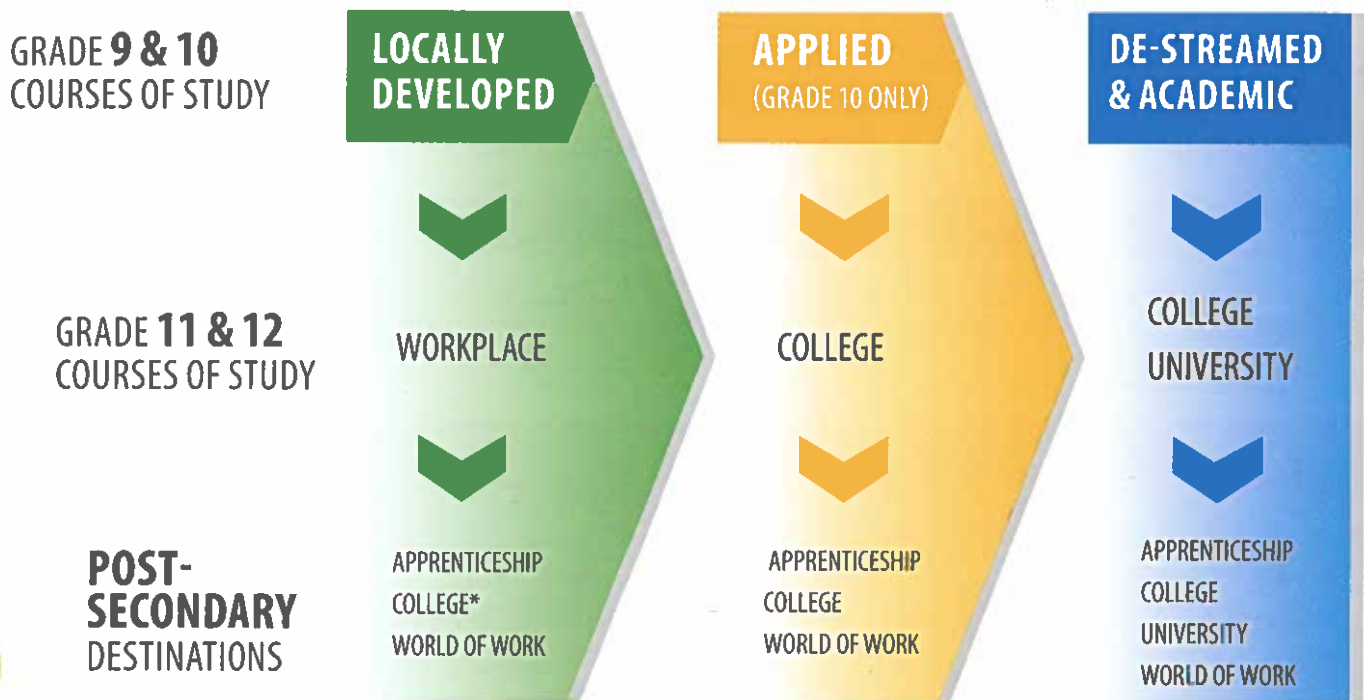 GRADE 9 & 10
COURSES OF STUDY
LOCALLY
DEVELOPED
APPLIED
(GRADE 10 ONLY)
DE-STREAMED
& ACADEMIC
GRADE 11 & 12
COURSES OF STUDY
WORKPLACE
COLLEGE
COLLEGE
UNIVERSITY
POST-
SECONDARY
DESTINATIONS
APPRENTICESHIP
COLLEGE*
WORLD OF WORK
APPRENTICESHIP
COLLEGE
WORLD OF WORK
APPRENTICESHIP
COLLEGE
UNIVERSITY
WORLD OF WORK